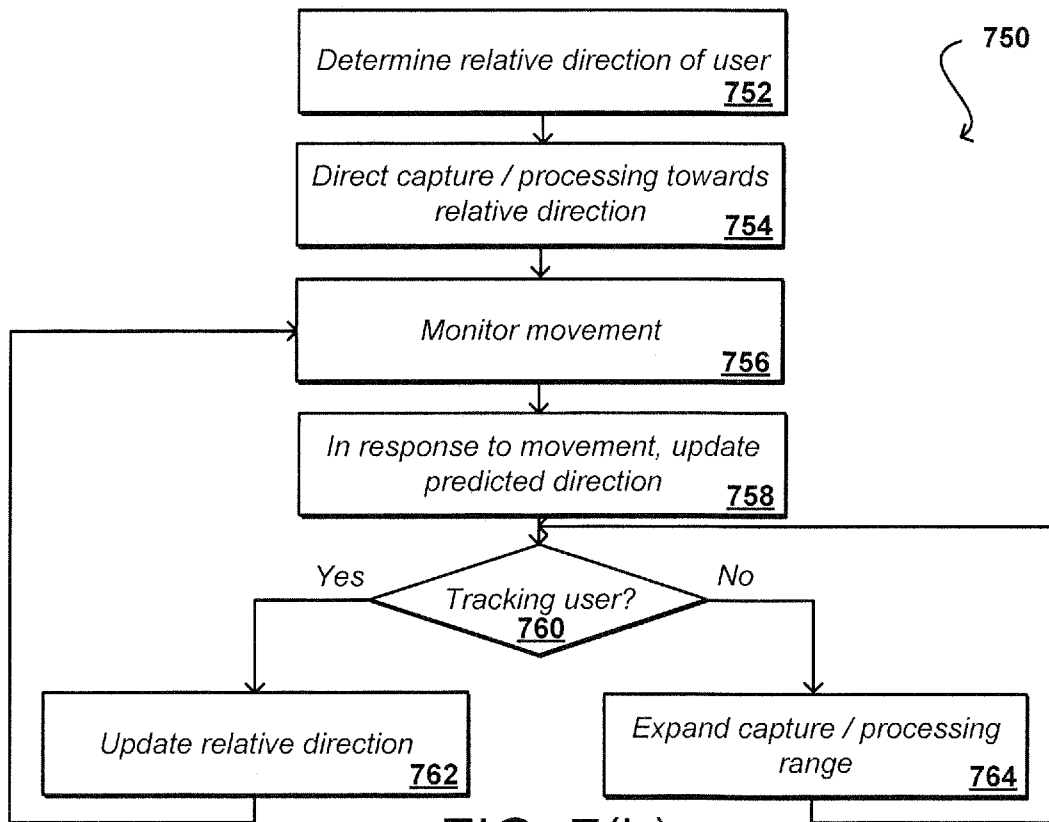 750
Determine relative direction of user
752
Direct capture / processing towards
relative direction
754
Monitor movement
756
In response to movement, update
predicted direction
758
Yes
No
Tracking user?
760
Update relative direction
762
Expand capture / processing
range
764